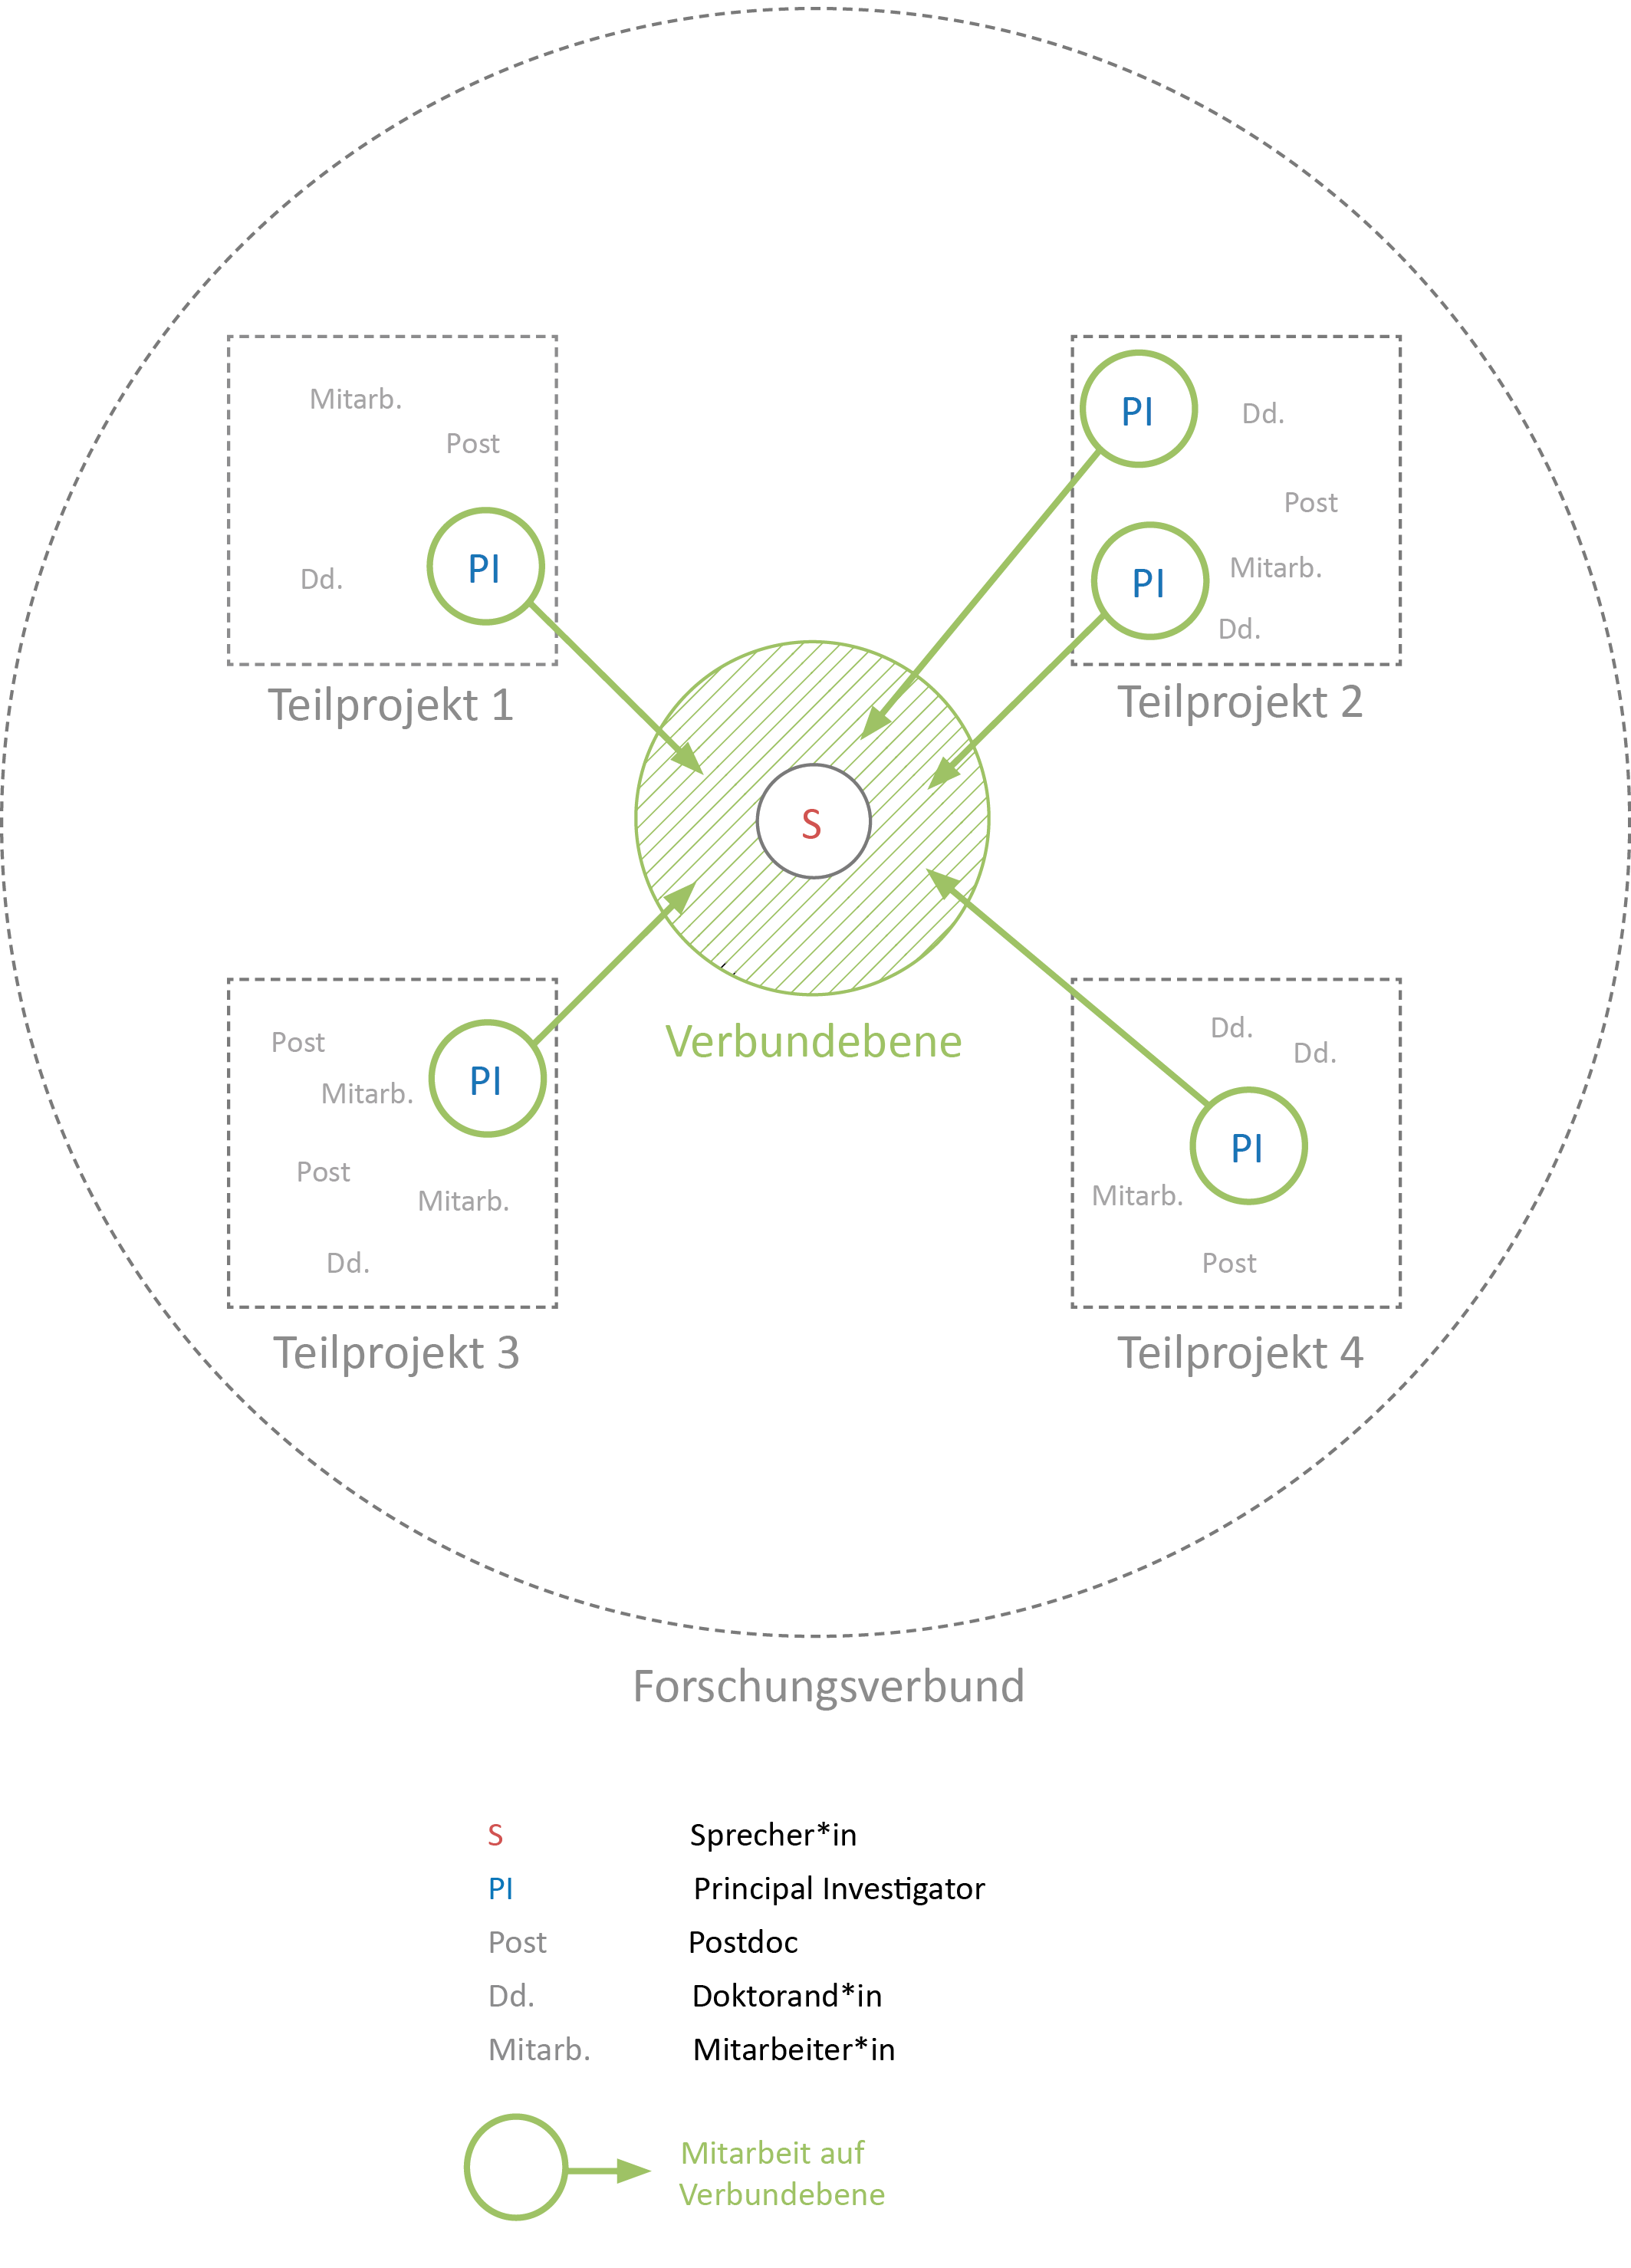 Mitarb.
Post
PI
Dd.
Teilprojekt 1
PI
Dd.
Post
PI
Mitarb.
Dd.
Teilprojekt 2
S
Verbundebene
Post
PI
Mitarb.
Post
Mitarb.
Dd.
Teilprojekt 3
Dd.
Dd.
PI
Mitarb.
Post
Teilprojekt 4
Forschungsverbund
S Sprecher*in
PI Principal Investigator
Post Postdoc
Dd. Doktorand*in
Mitarb. Mitarbeiter*in
Mitarbeit auf
Verbundebene